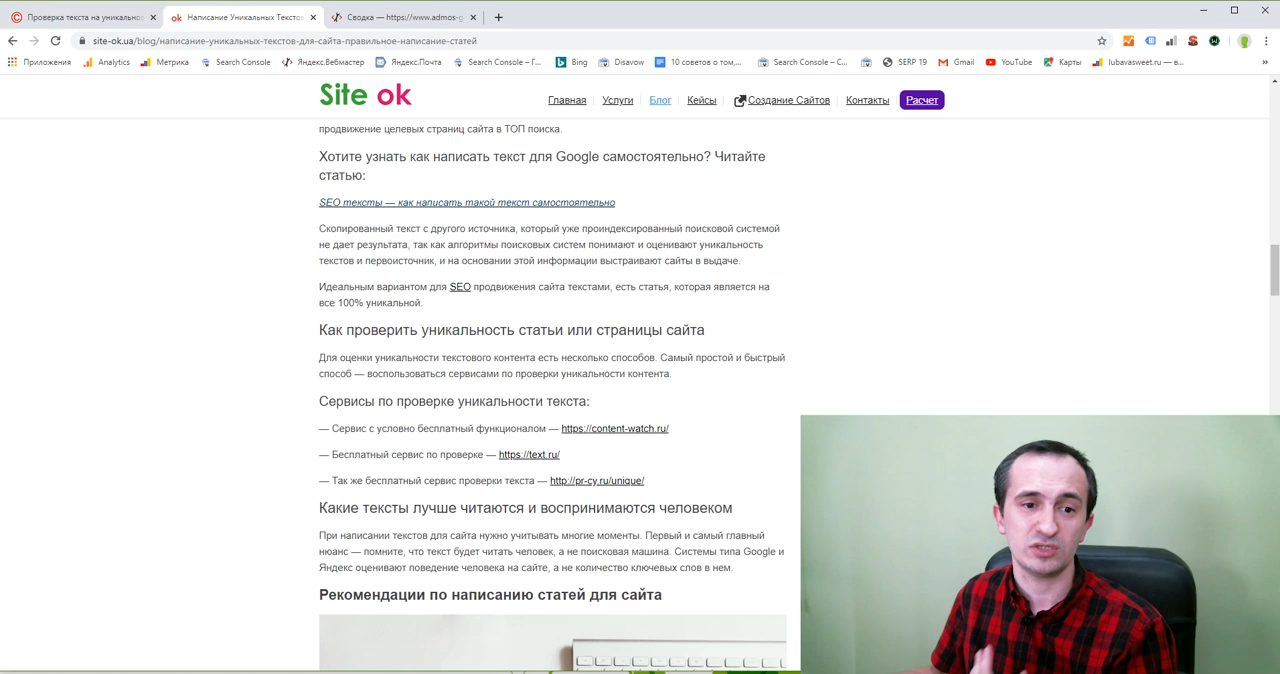 Проверка текста на уникально
Написание Уникальных Текстов
Сводка — https://www.admos-g
site-ok.ua/blog/написание-уникальных-текстов-для-сайта-правильное-написание-статей
Приложения Analytics Метрика Search Console Яндекс.Вебмастер Яндекс.Почта Search Console – Г... Bing Disavow 10 советов о том,... Search Console – С... SERP 19 Gmail YouTube Карты lubavasweet.ru — в... »
Site ok
Главная Услуги Блог Кейсы Создание Сайтов Контакты Расчет
продвижение целевых страниц сайта в ТОП поиска.
Хотите узнать как написать текст для Google самостоятельно? Читайте
статью:
SEO тексты — как написать такой текст самостоятельно
Скопированный текст с другого источника, который уже проиндексированный поисковой системой
не дает результата, так как алгоритмы поисковых систем понимают и оценивают уникальность
текстов и первоисточник, и на основании этой информации выстраивают сайты в выдаче.
Идеальным вариантом для SEO продвижения сайта текстами, есть статья, которая является на
все 100% уникальной.
Как проверить уникальность статьи или страницы сайта
Для оценки уникальности текстового контента есть несколько способов. Самый простой и быстрый
способ — воспользоваться сервисами по проверки уникальности контента.
Сервисы по проверке уникальности текста:
— Сервис с условно бесплатный функционалом — https://content-watch.ru/
— Бесплатный сервис по проверке — https://text.ru/
— Так же бесплатный сервис проверки текста — http://pr-cy.ru/unique/
Какие тексты лучше читаются и воспринимаются человеком
При написании текстов для сайта нужно учитывать многие моменты. Первый и самый главный
нюанс — помните, что текст будет читать человек, а не поисковая машина. Системы типа Google и
Яндекс оценивают поведение человека на сайте, а не количество ключевых слов в нем.
Рекомендации по написанию статей для сайта